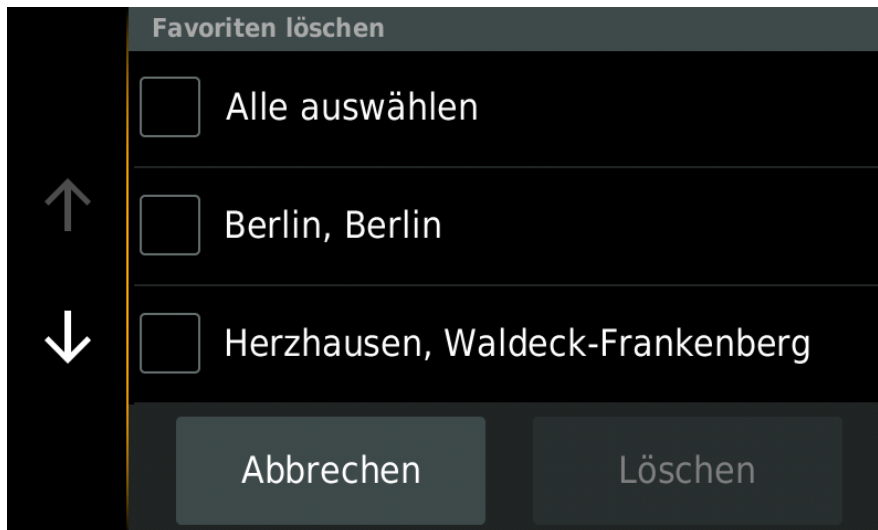 Favoriten löschen
Alle auswählen
Berlin, Berlin
Herzhausen, Waldeck-Frankenberg
Abbrechen
Löschen